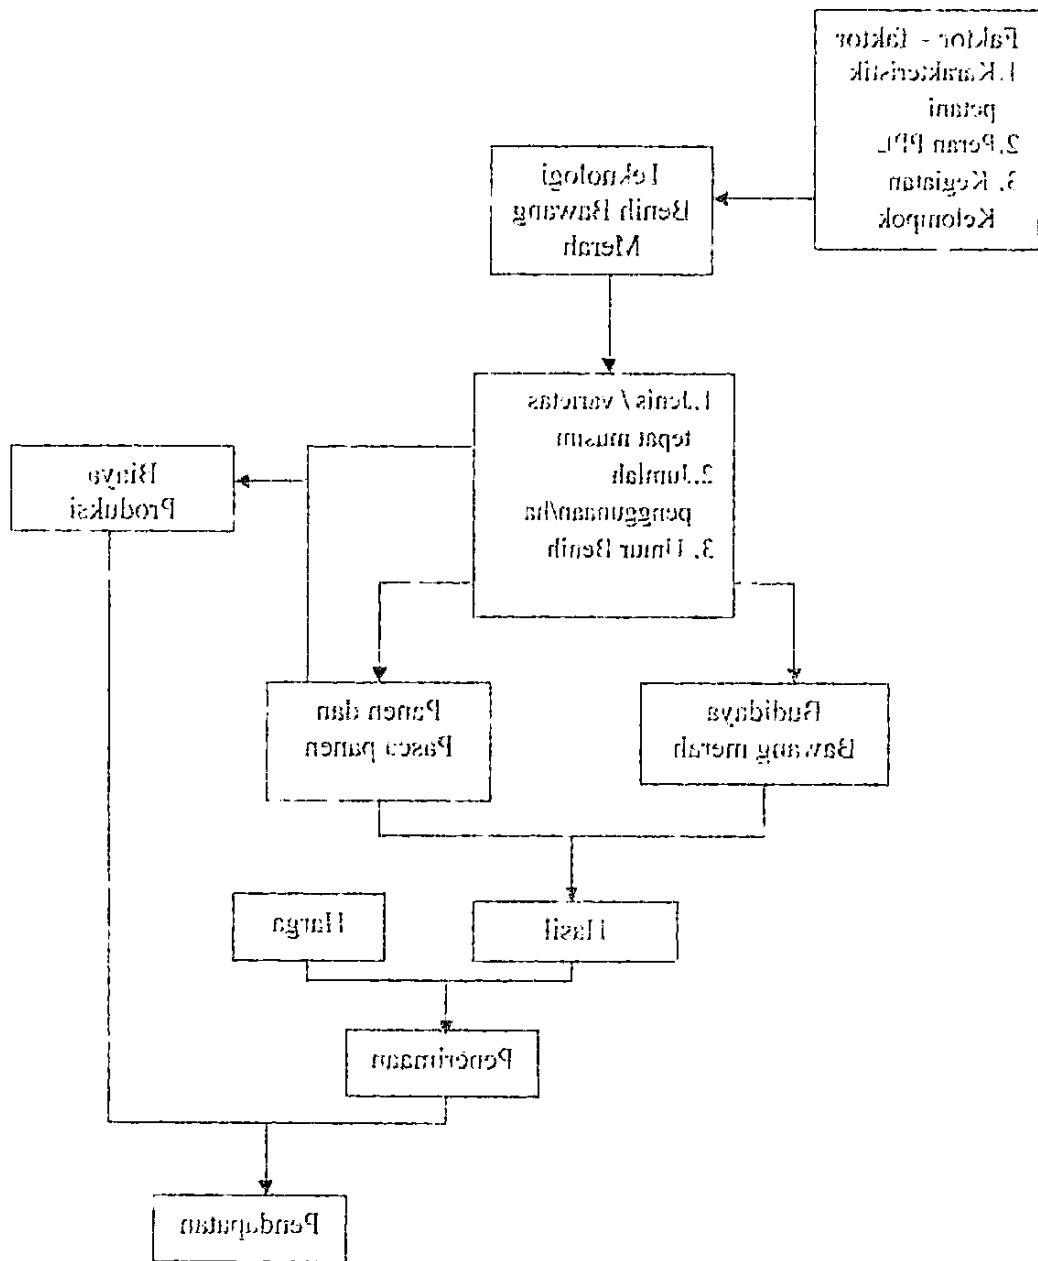 Faktor - faktor
1. Karakteristik
petani
2. Peran PPL
3. Kegiatan
Kelompok
Teknologi
Benih Bawang
Merah
1. Jenis / varietas
tepat musim
2. Jumlah
penggunaan/ha
3. Umur Benih
Biaya
Produksi
Budidaya
Bawang merah
Panen dan
Pasca panen
Hasil
Harga
Penerimaan
Pendapatan